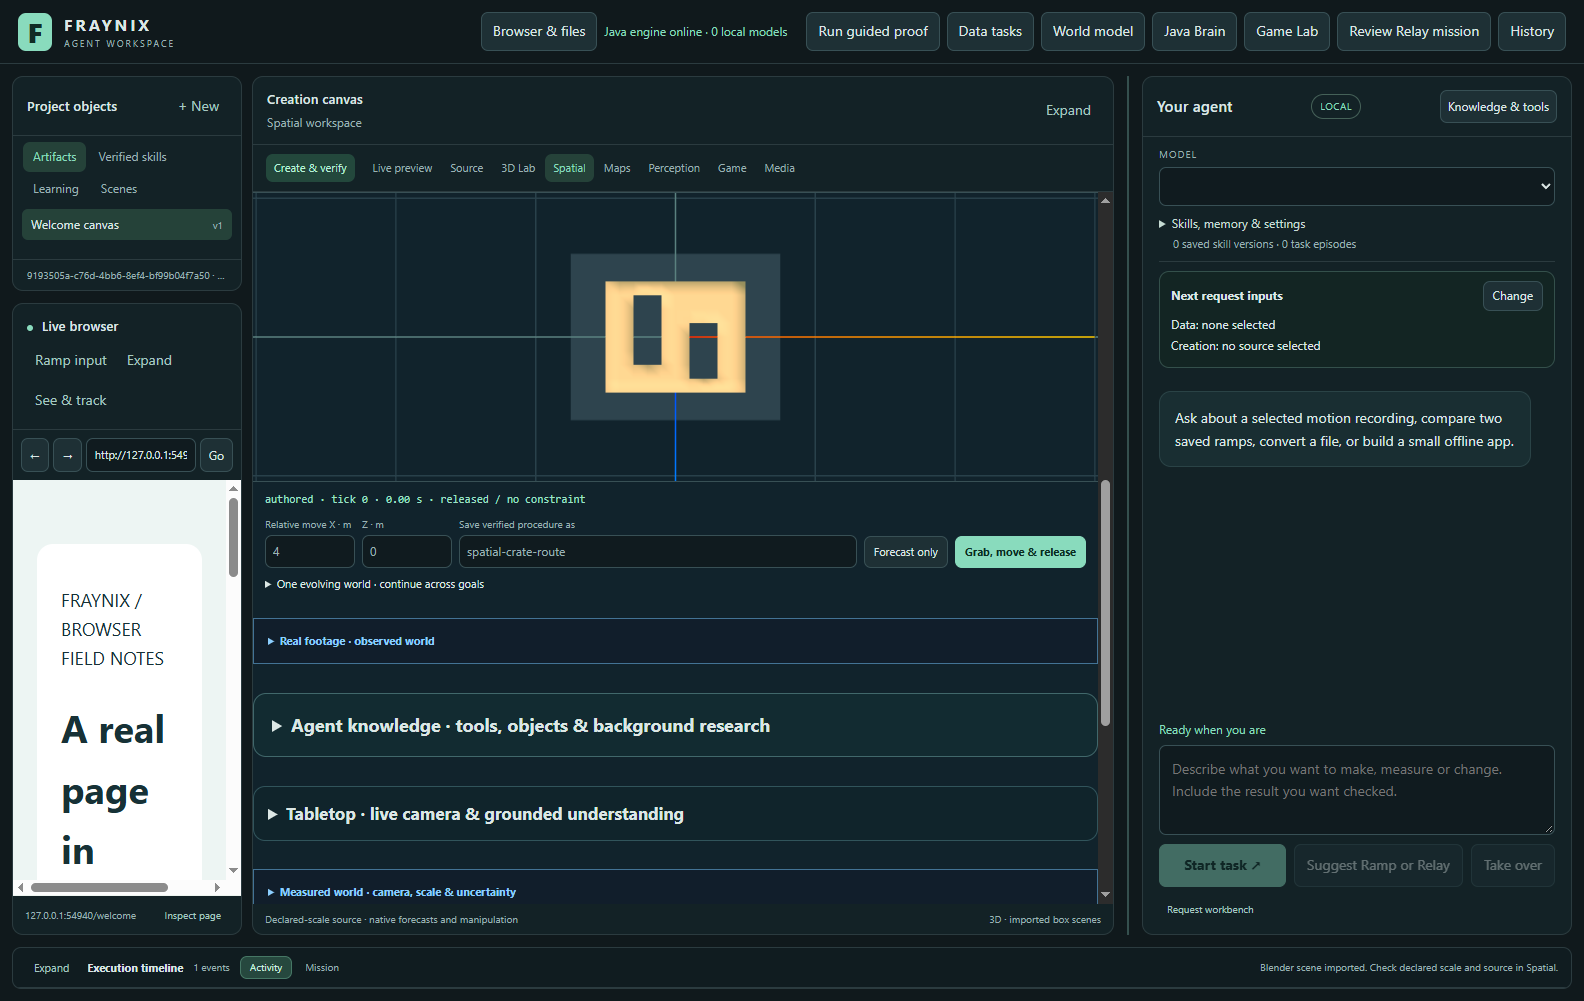 F
FRAYNIX
AGENT WORKSPACE
Browser & files
Java engine online · 0 local models
Run guided proof
Data tasks
World model
Java Brain
Game Lab
Review Relay mission
History
Project objects
+ New
Artifacts
Verified skills
Learning
Scenes
Welcome canvas
v1
9193505a-c76d-4bb6-8ef4-bf99b04f7a50 · ...
Live browser
Ramp input
Expand
See & track
←
→
http://127.0.0.1:549
Go
FRAYNIX /
BROWSER
FIELD NOTES
A real
page
in
127.0.0.1:54940/welcome
Inspect page
Creation canvas
Spatial workspace
Expand
Create & verify
Live preview
Source
3D Lab
Spatial
Maps
Perception
Game
Media
authored · tick 0 · 0.00 s · released / no constraint
Relative move X · m
Z · m
Save verified procedure as
4
0
spatial-crate-route
Forecast only
Grab, move & release
One evolving world · continue across goals
Real footage · observed world
Agent knowledge · tools, objects & background research
Tabletop · live camera & grounded understanding
Measured world · camera, scale & uncertainty
Declared-scale source · native forecasts and manipulation
3D · imported box scenes
Your agent
LOCAL
Knowledge & tools
MODEL
Skills, memory & settings
0 saved skill versions · 0 task episodes
Next request inputs
Change
Data: none selected
Creation: no source selected
Ask about a selected motion recording, compare two
saved ramps, convert a file, or build a small offline app.
Ready when you are
Describe what you want to make, measure or change.
Include the result you want checked.
Start task ↗
Suggest Ramp or Relay
Take over
Request workbench
Expand
Execution timeline
1 events
Activity
Mission
Blender scene imported. Check declared scale and source in Spatial.